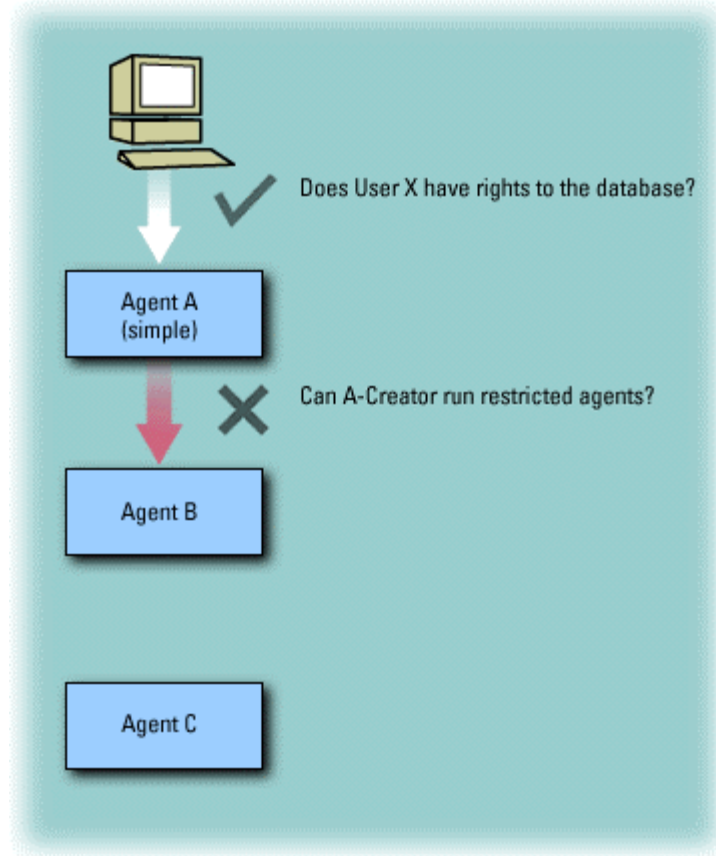 Does User X have rights to the database?
Agent A
(simple)
Can A-Creator run restricted agents?
Agent B
Agent C